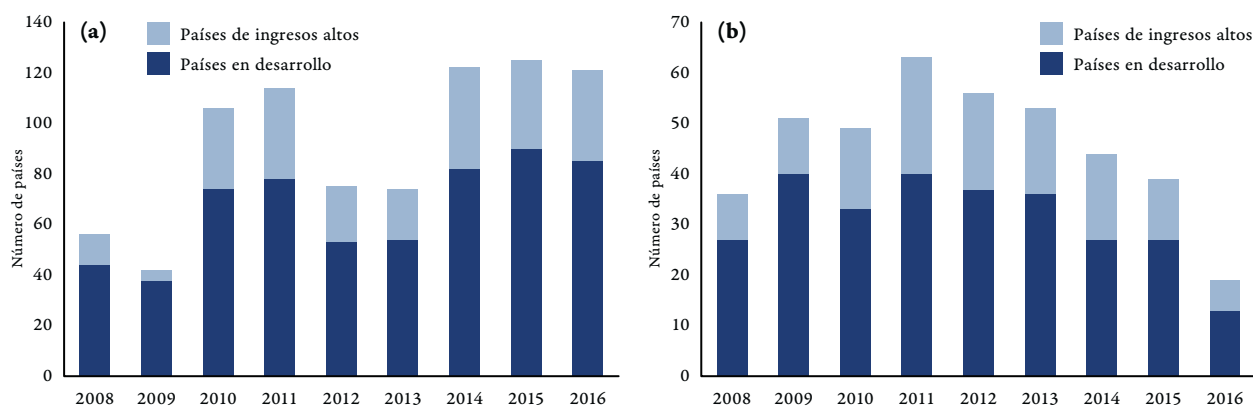 (a)
Países de ingresos altos
Países en desarrollo
Número de países
140
120
100
80
60
40
20
0
2008 2009 2010 2011 2012 2013 2014 2015 2016
(b)
Países de ingresos altos
Países en desarrollo
Número de países
70
60
50
40
30
20
10
0
2008 2009 2010 2011 2012 2013 2014 2015 2016